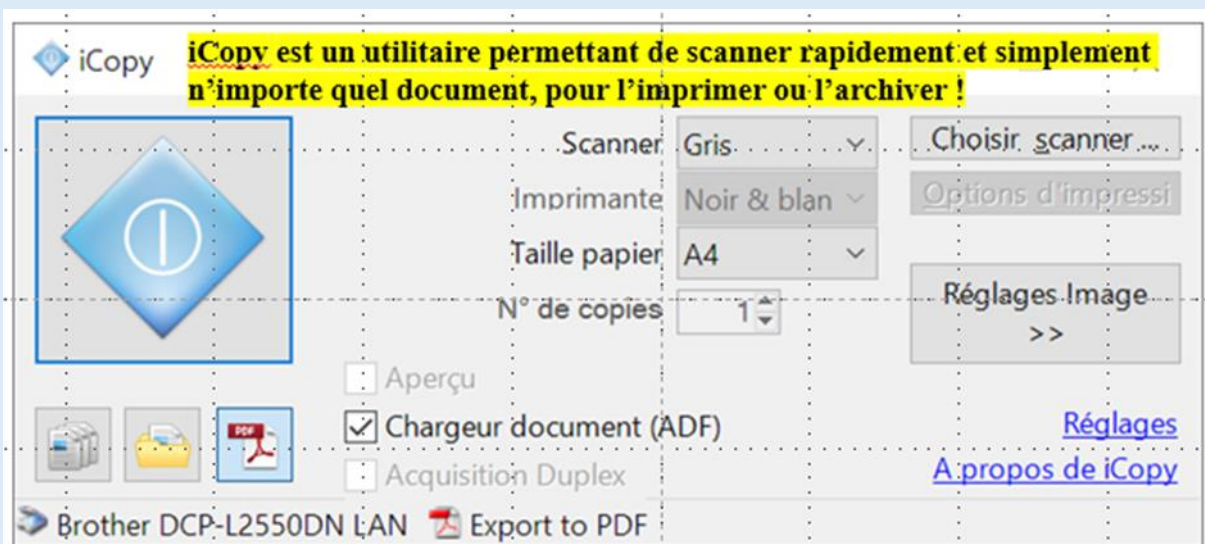 iCopy
iCopy est un utilitaire permettant de scanner rapidement et simplement
n’importe quel document, pour l’imprimer ou l’archiver !
Scanner Gris Choisir scanner...
Imprimante Noir & blan Options d'impressi
Taille papier A4
N° de copies 1 Réglages Image
>>
Aperçu
Chargeur document (ADF) Réglages
Acquisition Duplex A propos de iCopy
PDF
Brother DCP-L2550DN LAN Export to PDF